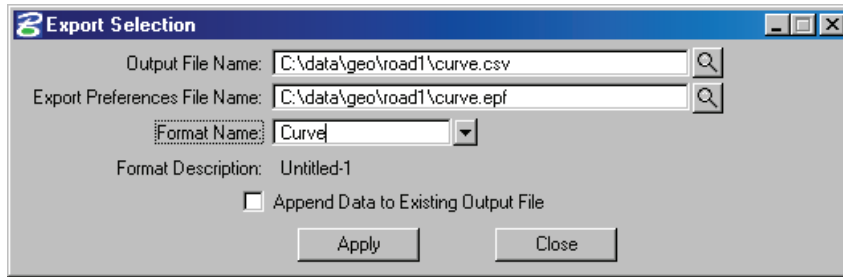 Export Selection
Output File Name: C:\data\geo\road1\curve.csv
Export Preferences File Name: C:\data\geo\road1\curve.epf
Format Name: Curve
Format Description: Untitled-1
Append Data to Existing Output File
Apply Close